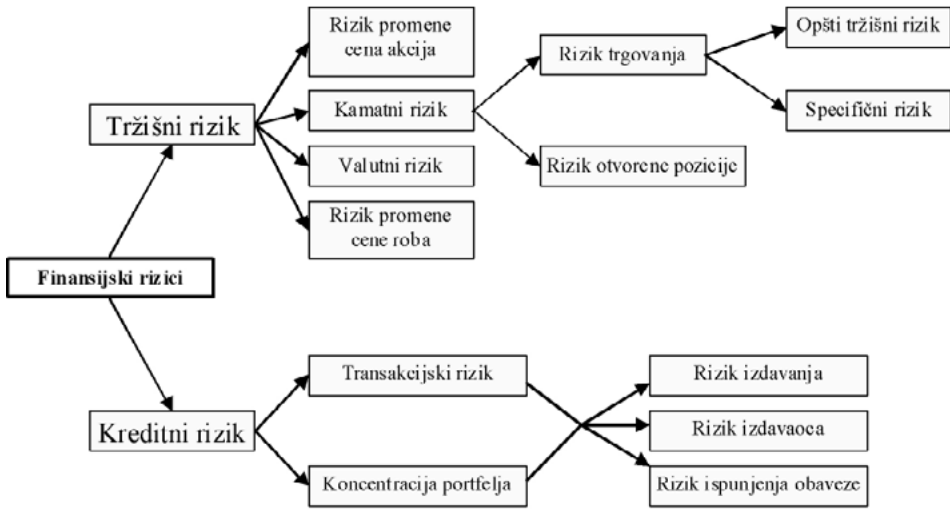 Finansijski rizici
Tržišni rizik
Rizik promene
cena akcija
Kamatni rizik
Valutni rizik
Rizik promene
cene roba
Rizik trgovanja
Rizik otvorene pozicije
Opšti tržišni rizik
Specifični rizik
Kreditni rizik
Transakcijski rizik
Koncentracija portfelja
Rizik izdavanja
Rizik izdavaoca
Rizik ispunjenja obaveze